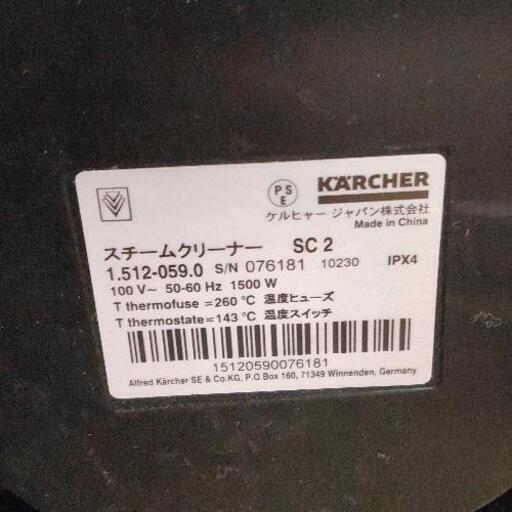 PS
E
KÄRCHER
ケルヒャー ジャパン株式会社
Made in China
スチームクリーナー SC 2
1.512-059.0 S/N 076181 10230 IPX4
100 V~ 50-60 Hz 1500 W
T thermofuse =260 °C 温度ヒューズ
T thermostate=143 °C 温度スイッチ
15120590076181
Alfred Kärcher SE & Co.KG, P.O.Box 160, 71349 Winnenden, Germany